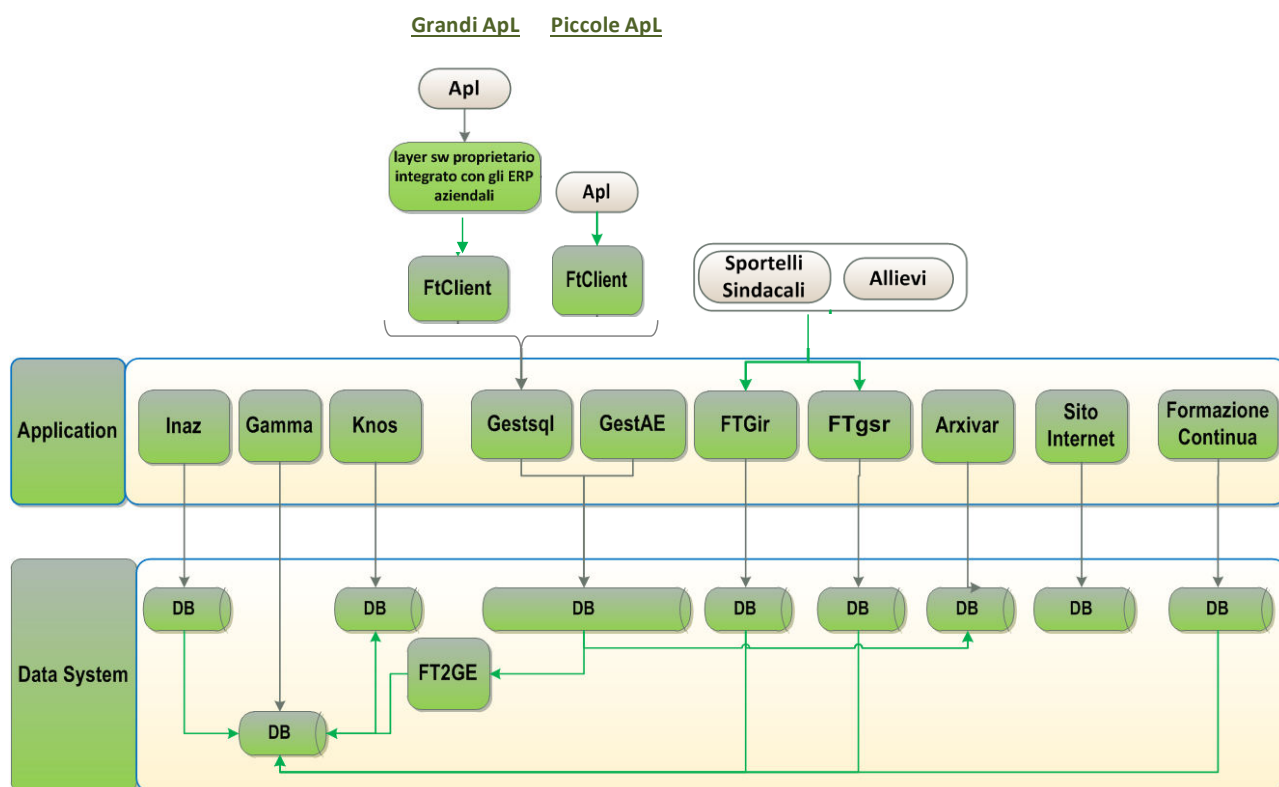 Grandi ApL Piccole ApL
Apl
layer sw proprietario
integrato con gli ERP
aziendali
Apl
FtClient
FtClient
Sportelli
Sindacali
Allievi
Application
Inaz
Gamma
Knos
Gestsql
GestAE
FTGir
FTgsr
Arxivar
Sito
Internet
Formazione
Continua
Data System
DB
DB
DB
DB
DB
DB
DB
DB
FT2GE
DB